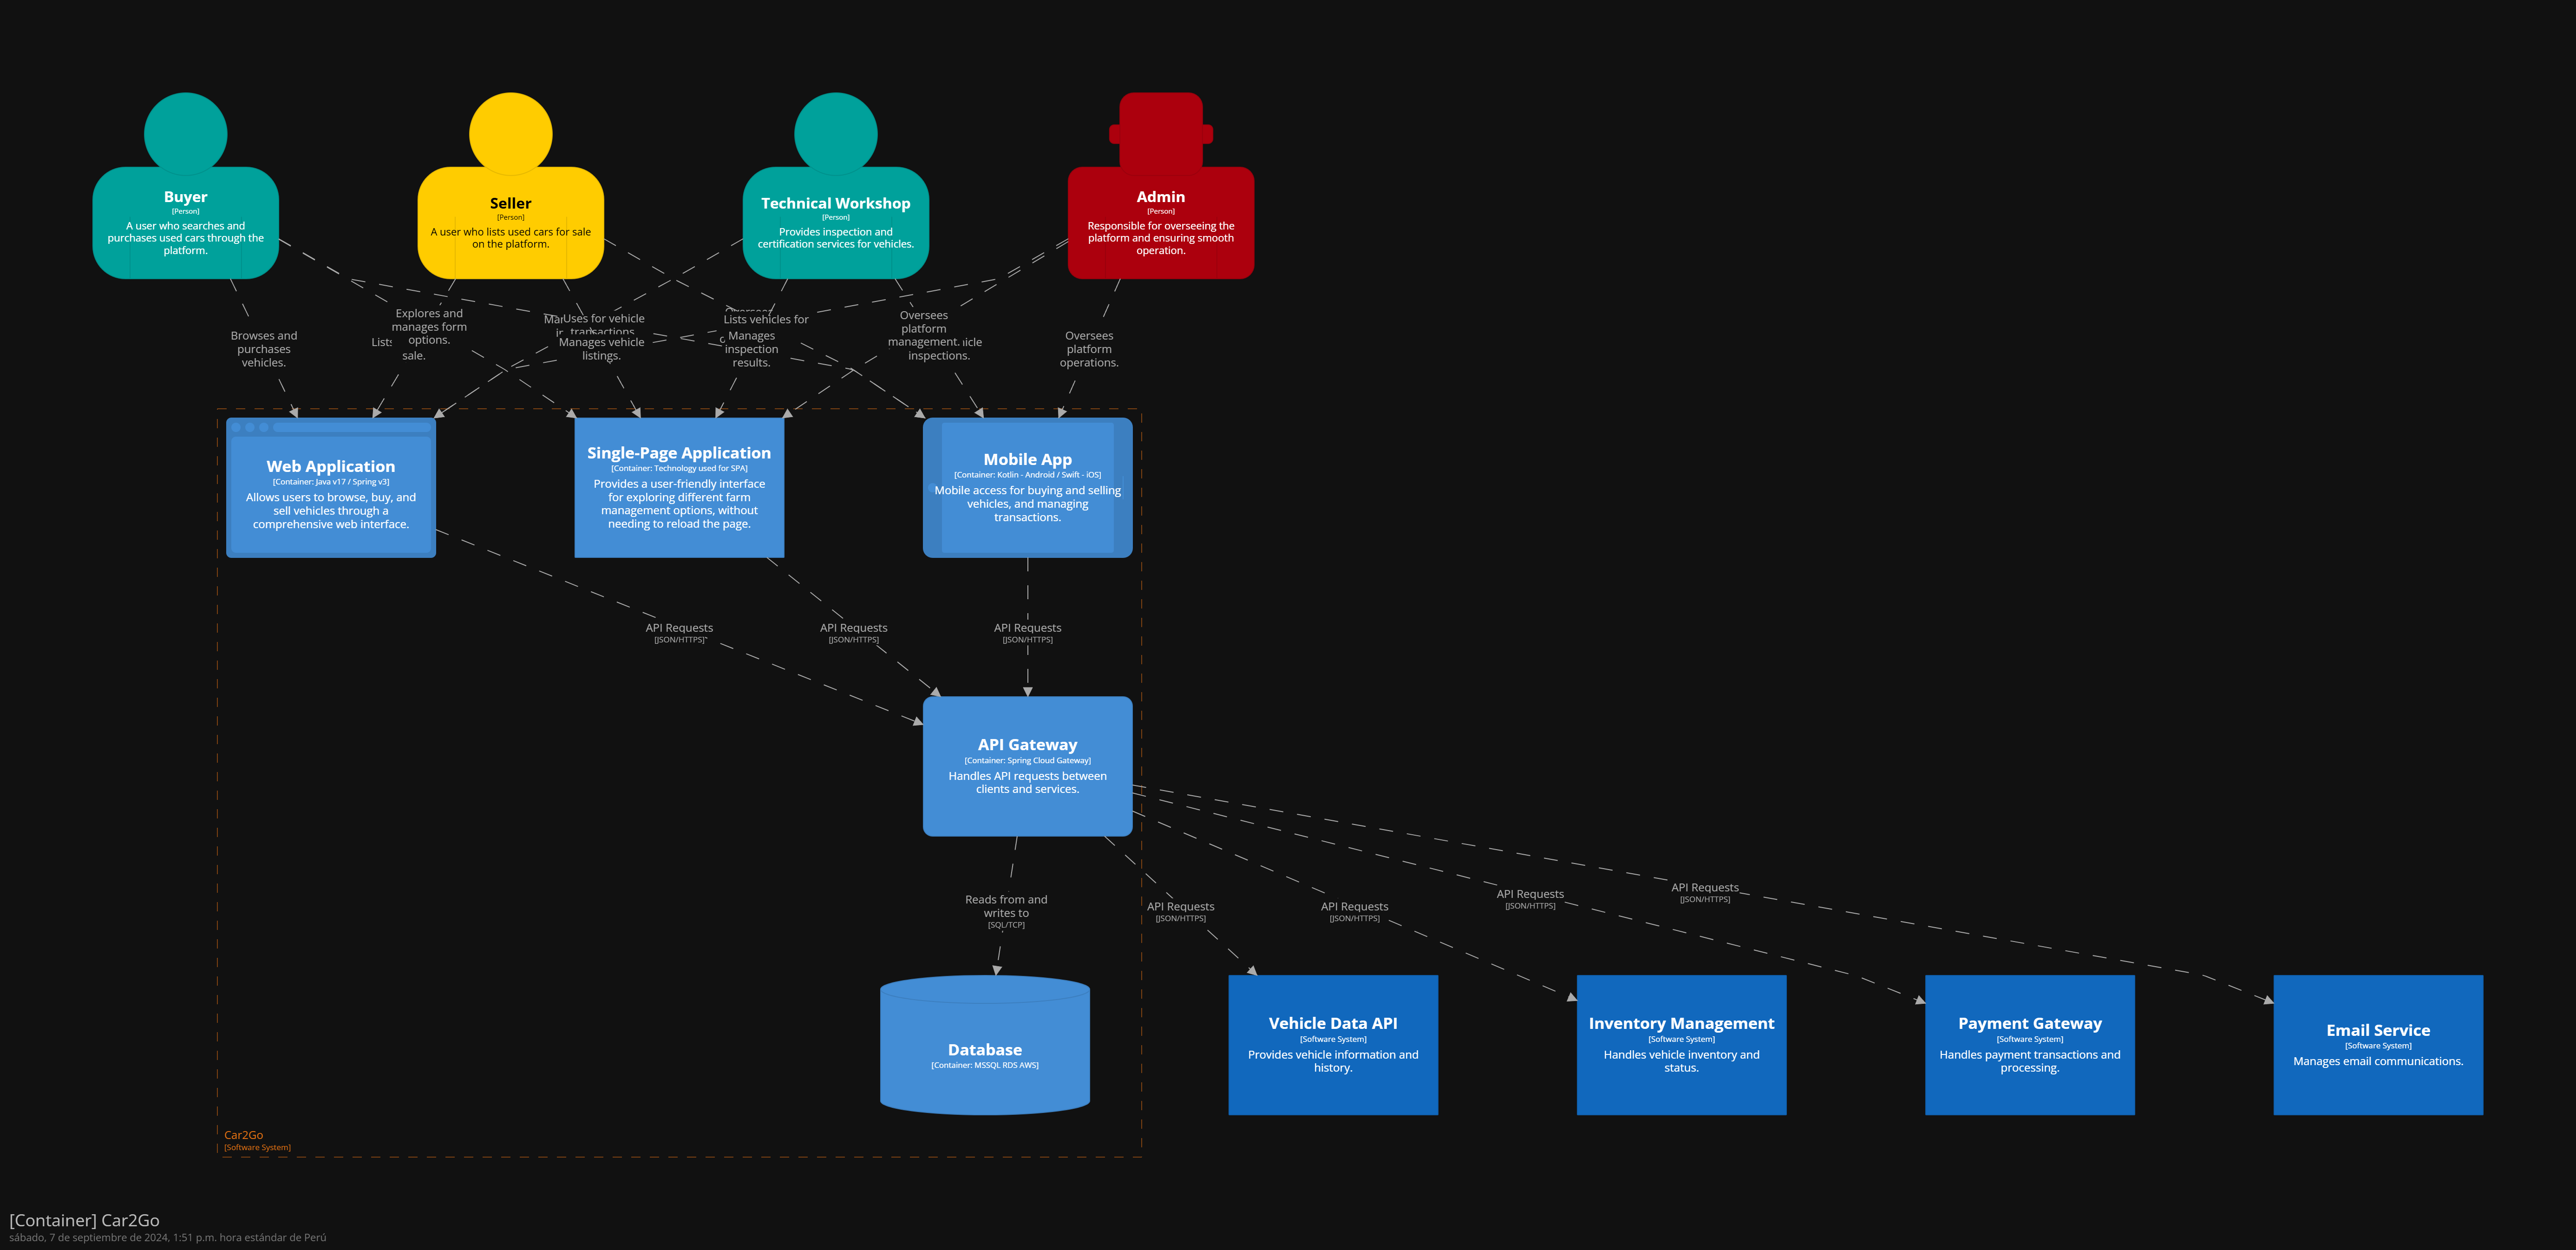 Buyer
[Person]
A user who searches and
purchases used cars through the
platform.
Seller
[Person]
A user who lists used cars for sale
on the platform.
Technical Workshop
[Person]
Provides inspection and
certification services for vehicles.
Admin
[Person]
Responsible for overseeing the
platform and ensuring smooth
operation.
Browses and
purchases
vehicles.
Lists
sale.
Explores and
manages form
options.
Uses for vehicle
transactions
Manages vehicle
listings.
Lists vehicles for
Manages
inspection
results.
Oversees
platform
management.
inspections.
Oversees
platform
operations.
Web Application
[Container: Java v17 / Spring v3]
Allows users to browse, buy, and
sell vehicles through a
comprehensive web interface.
Single-Page Application
[Container: Technology used for SPA]
Provides a user-friendly interface
for exploring different farm
management options, without
needing to reload the page.
Mobile App
[Container: Kotlin - Android / Swift - iOS]
Mobile access for buying and selling
vehicles, and managing
transactions.
API Requests
[JSON/HTTPS]
API Requests
[JSON/HTTPS]
API Requests
[JSON/HTTPS]
API Gateway
[Container: Spring Cloud Gateway]
Handles API requests between
clients and services.
Reads from and
writes to
[SQL/TCP]
API Requests
[JSON/HTTPS]
API Requests
[JSON/HTTPS]
API Requests
[JSON/HTTPS]
API Requests
[JSON/HTTPS]
Database
[Container: MSSQL RDS AWS]
Vehicle Data API
[Software System]
Provides vehicle information and
history.
Inventory Management
[Software System]
Handles vehicle inventory and
status.
Payment Gateway
[Software System]
Handles payment transactions and
processing.
Email Service
[Software System]
Manages email communications.
Car2Go
[Software System]
[Container] Car2Go
sábado, 7 de septiembre de 2024, 1:51 p.m. hora estándar de Perú